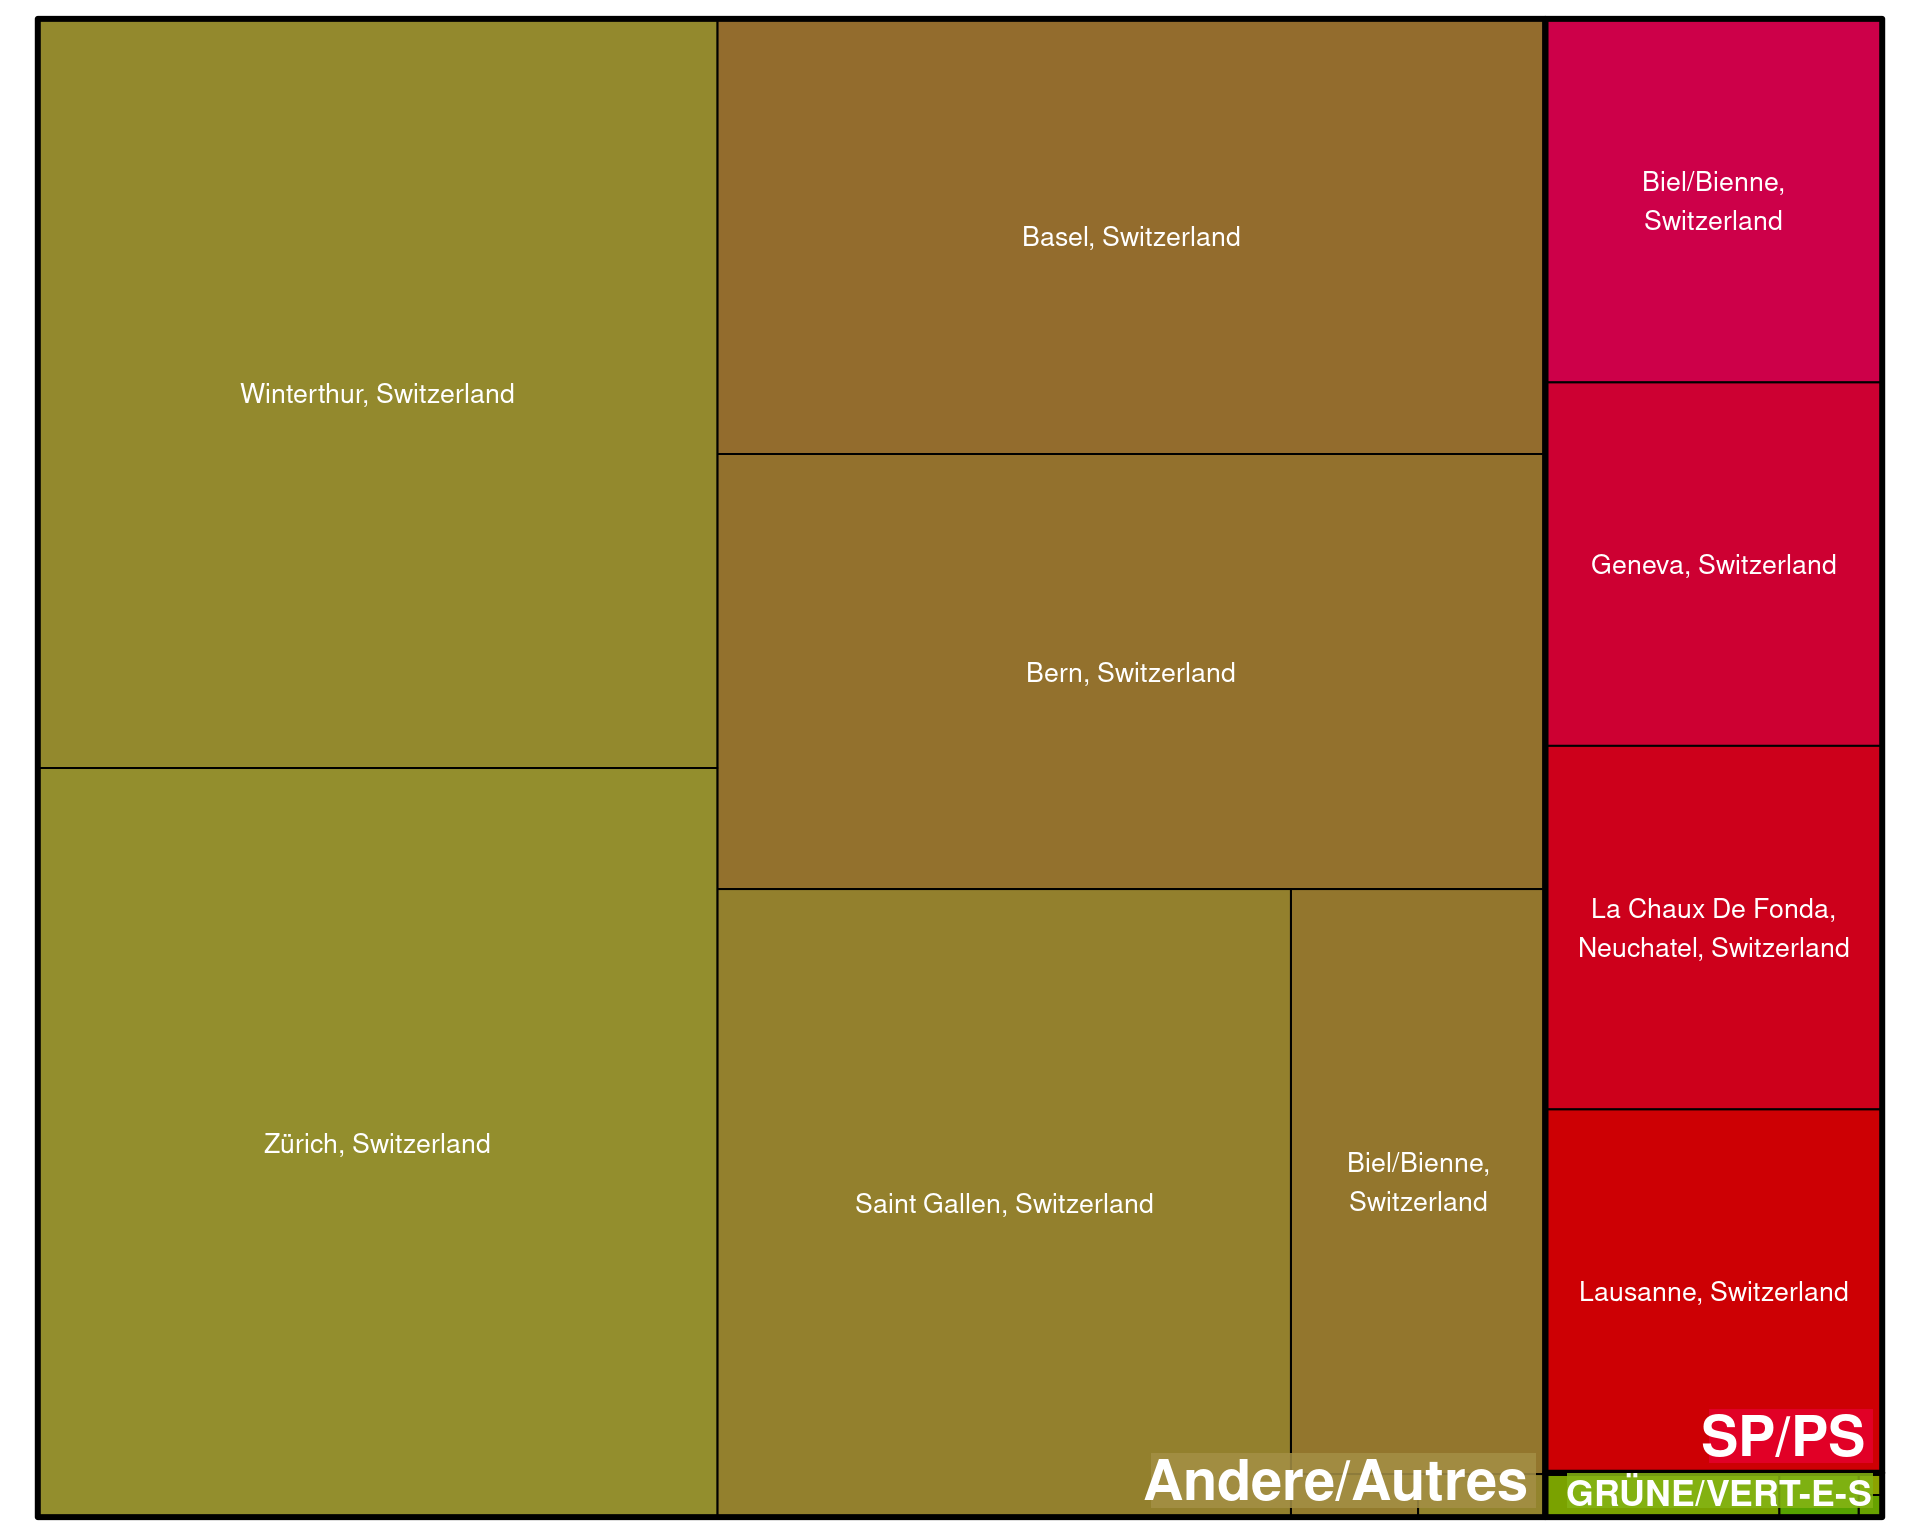 Winterthur, Switzerland
Zürich, Switzerland
Basel, Switzerland
Bern, Switzerland
Saint Gallen, Switzerland
Biel/Bienne,
Switzerland
Andere/Autres
Biel/Bienne,
Switzerland
Geneva, Switzerland
La Chaux De Fonda,
Neuchatel, Switzerland
Lausanne, Switzerland
SP/PS
GRÜNE/VERT-E-S